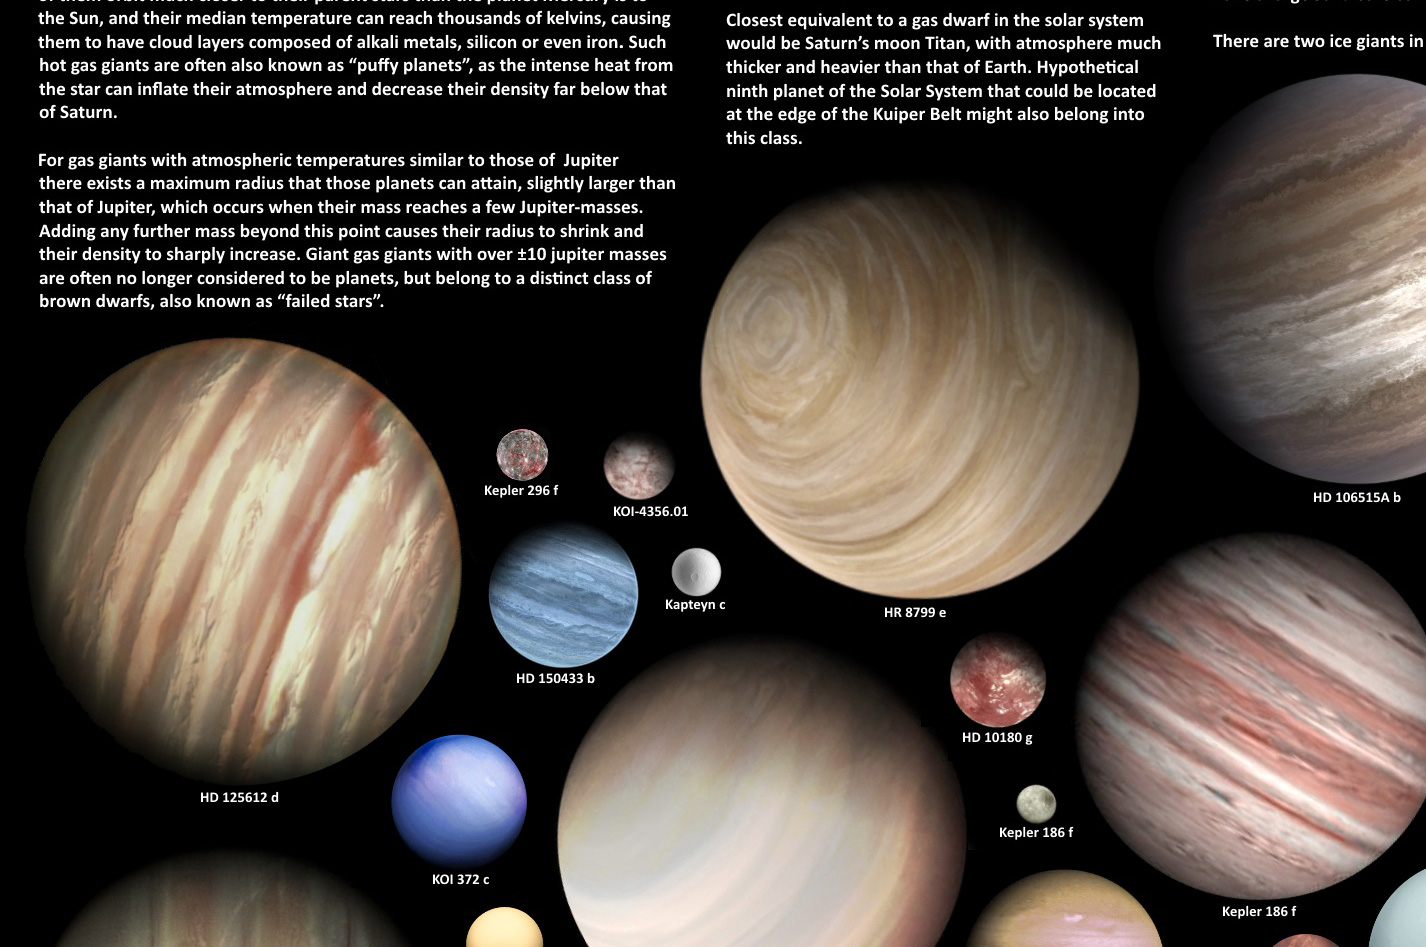 the Sun, and their median temperature can reach thousands of kelvins, causing
them to have cloud layers composed of alkali metals, silicon or even iron. Such
hot gas giants are often also known as “puffy planets”, as the intense heat from
the star can inflate their atmosphere and decrease their density far below that
of Saturn.
For gas giants with atmospheric temperatures similar to those of  Jupiter
there exists a maximum radius that those planets can attain, slightly larger than
that of Jupiter, which occurs when their mass reaches a few Jupiter-masses.
Adding any further mass beyond this point causes their radius to shrink and
their density to sharply increase. Giant gas giants with over ±10 jupiter masses
are often no longer considered to be planets, but belong to a distinct class of
brown dwarfs, also known as “failed stars”.
Closest equivalent to a gas dwarf in the solar system
would be Saturn’s moon Titan, with atmosphere much
thicker and heavier than that of Earth. Hypothetical
ninth planet of the Solar System that could be located
at the edge of the Kuiper Belt might also belong into
this class.
There are two ice giants in
Kepler 296 f
KOI-4356.01
HD 106515A b
Kapteyn c
HR 8799 e
HD 150433 b
HD 10180 g
HD 125612 d
Kepler 186 f
KOI 372 c
Kepler 186 f